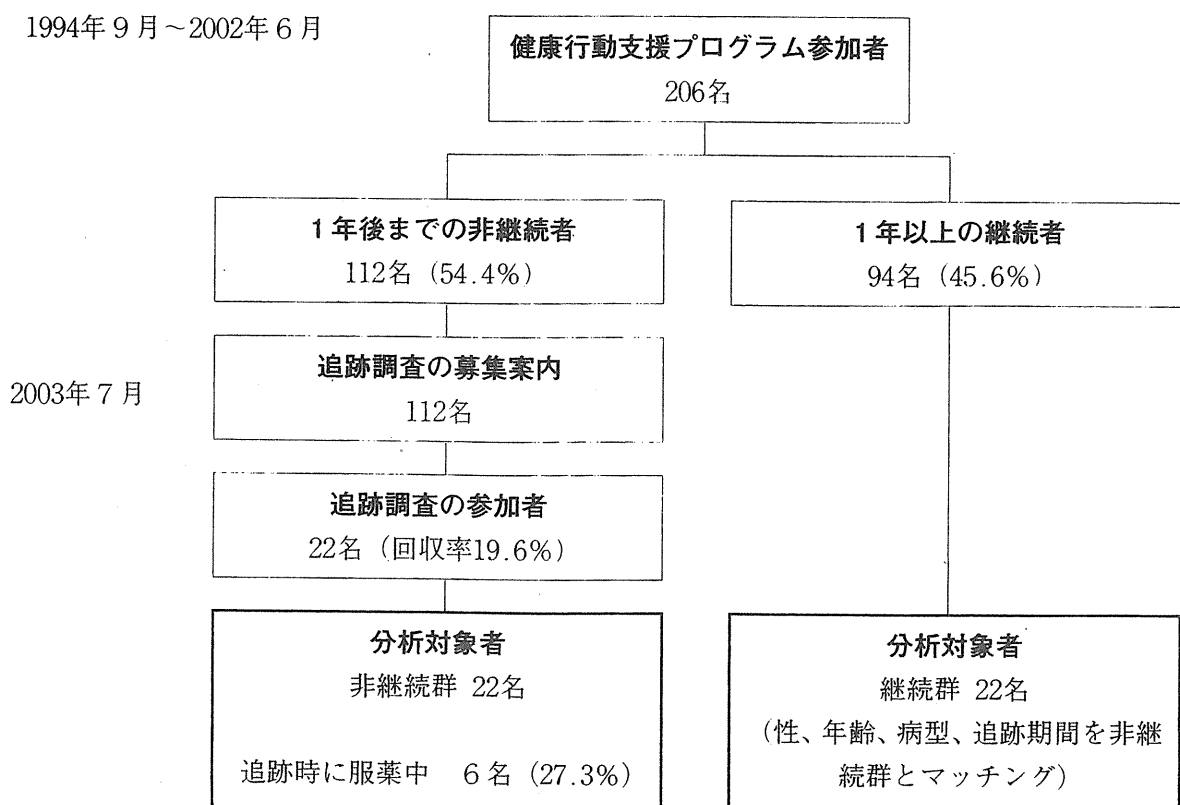 1994年9月～2002年6月
健康行動支援プログラム参加者
206名
1年後までの非継続者
112名（54.4%）
1年以上の継続者
94名（45.6%）
2003年7月
追跡調査の募集案内
112名
追跡調査の参加者
22名（回収率19.6%）
分析対象者
非継続群 22名
追跡時に服薬中 6名（27.3%）
分析対象者
継続群 22名
（性、年齢、病型、追跡期間を非継
続群とマッチング）